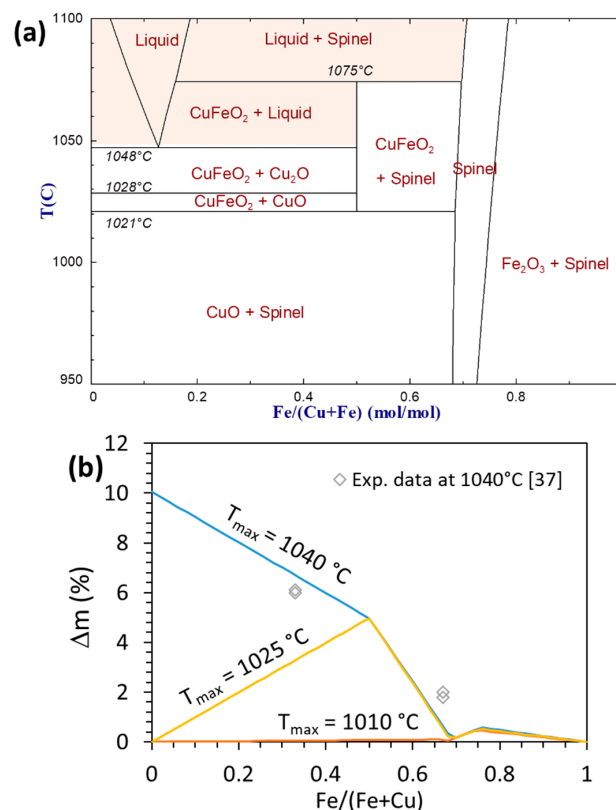 (a)
1100
Liquid
Liquid + Spinel
1075°C
CuFeO₂ + Liquid
1050
1048°C
CuFeO₂ + Cu₂O
1028°C
CuFeO₂ + CuO
1021°C
CuFeO₂
+ Spinel
Spinel
T(C)
1000
Fe₂O₃ + Spinel
CuO + Spinel
950
0
0.2
0.4
0.6
0.8
Fe/(Cu+Fe) (mol/mol)
(b)
12
10
8
6
4
2
0
Δm (%)
Exp. data at 1040°C [37]
Tₘₐₓ = 1040 °C
Tₘₐₓ = 1025 °C
Tₘₐₓ = 1010 °C
0
0.2
0.4
0.6
0.8
1
Fe/(Fe+Cu)